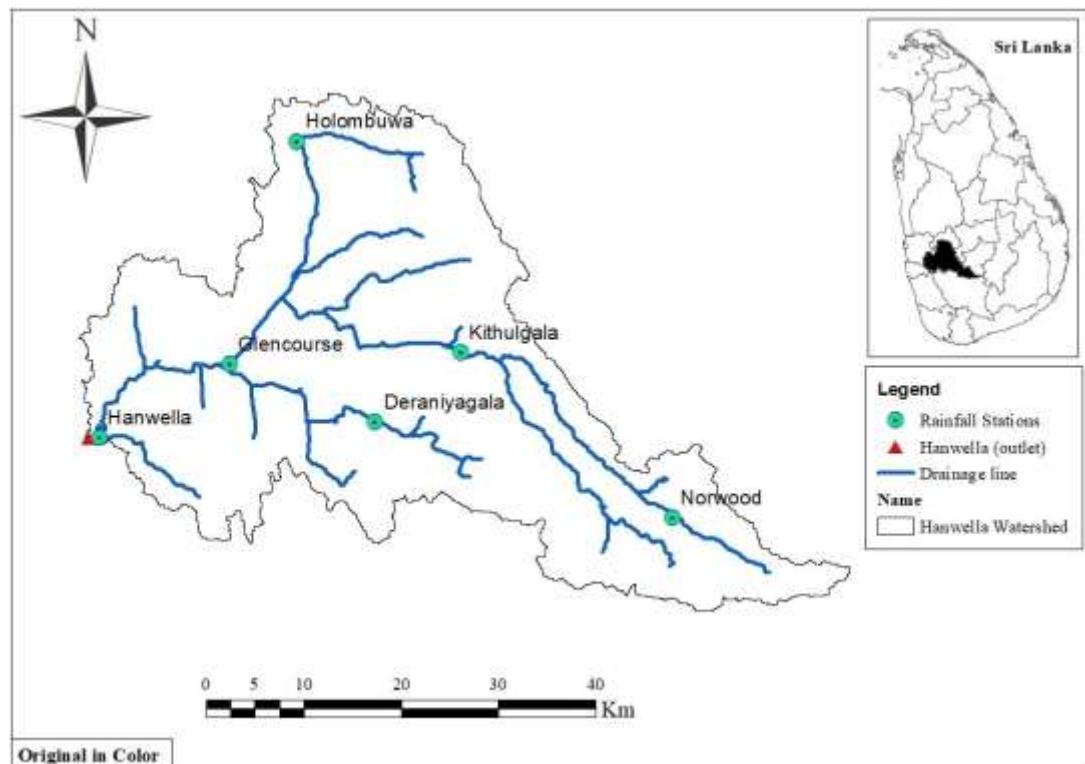 N
Sri Lanka
Holombuwa
Kithulgala
Glencourse
Deraniyagala
Hanwella
Norwood
Legend
Rainfall Stations
Hanwella (outlet)
Drainage line
Name
Hanwella Watershed
0 5 10 20 30 40
Km
Original in Color